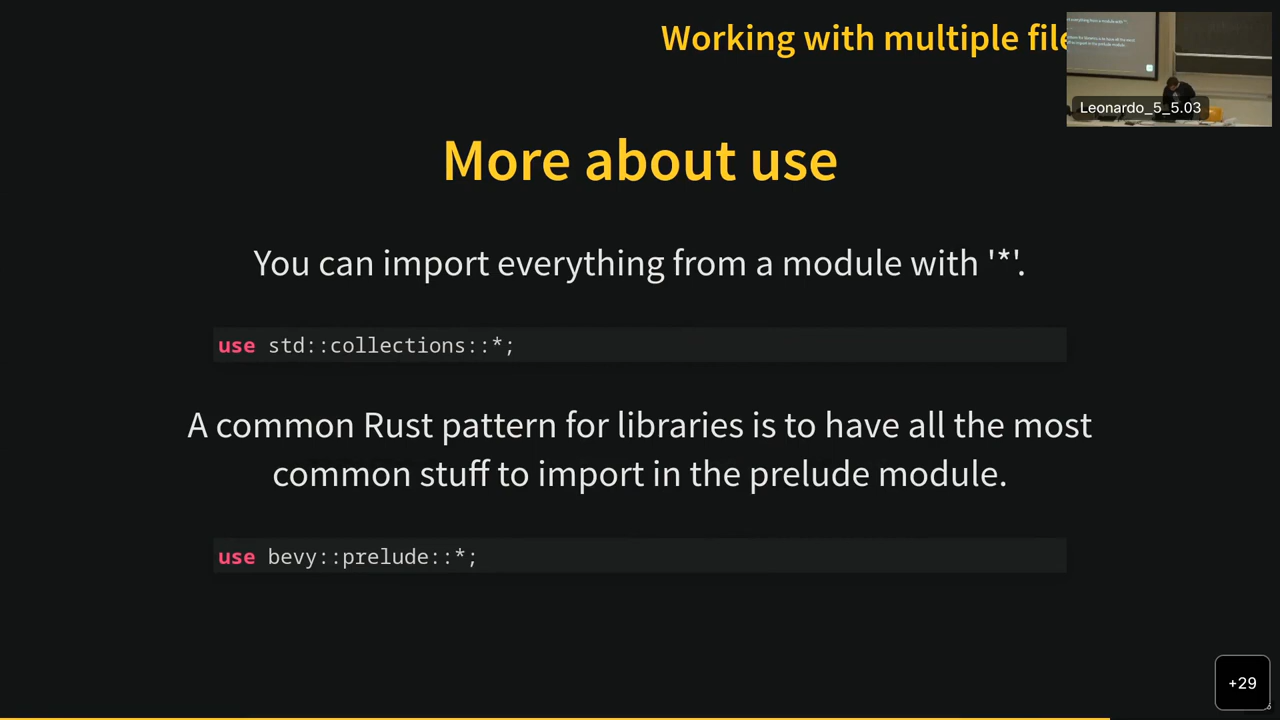 Working with multiple file
Leonardo_5_5.03
More about use
You can import everything from a module with '*'.
use std::collections::*;
A common Rust pattern for libraries is to have all the most
common stuff to import in the prelude module.
use bevy::prelude::*;
+29